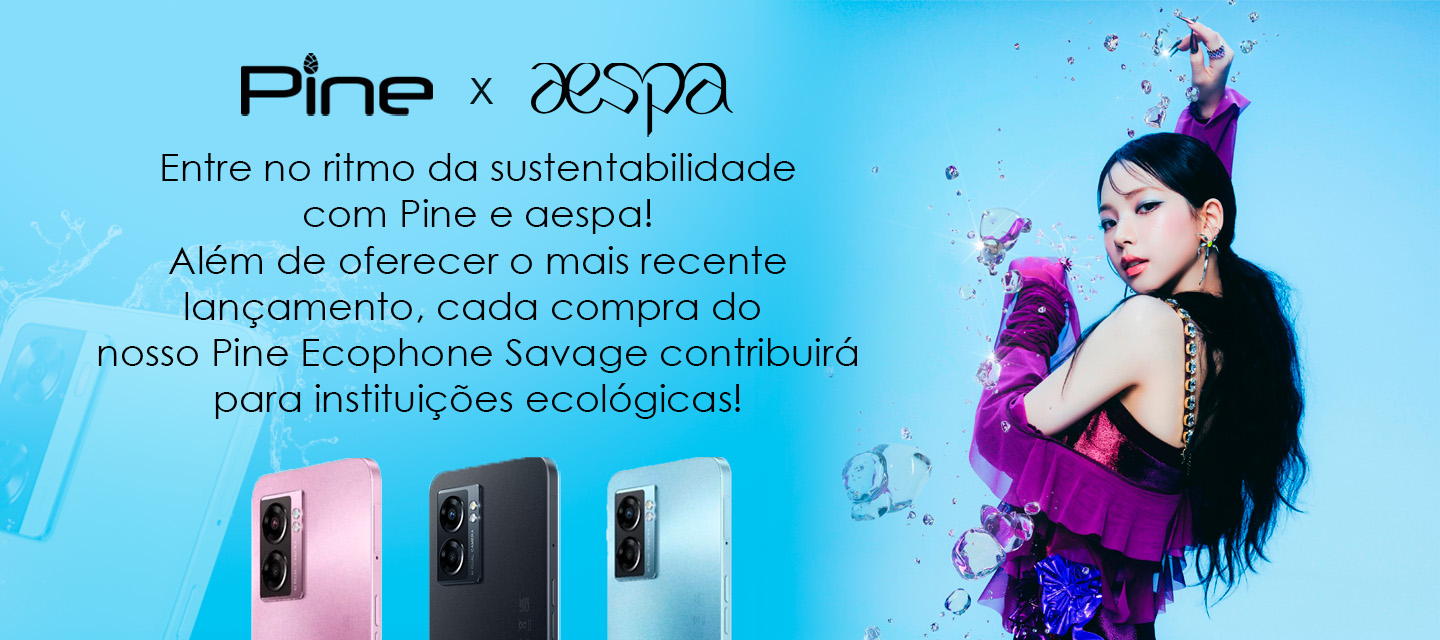 Pine x aespa
Entre no ritmo da sustentabilidade
com Pine e aespa!
Além de oferecer o mais recente
lançamento, cada compra do
nosso Pine Ecophone Savage contribuirá
para instituições ecológicas!